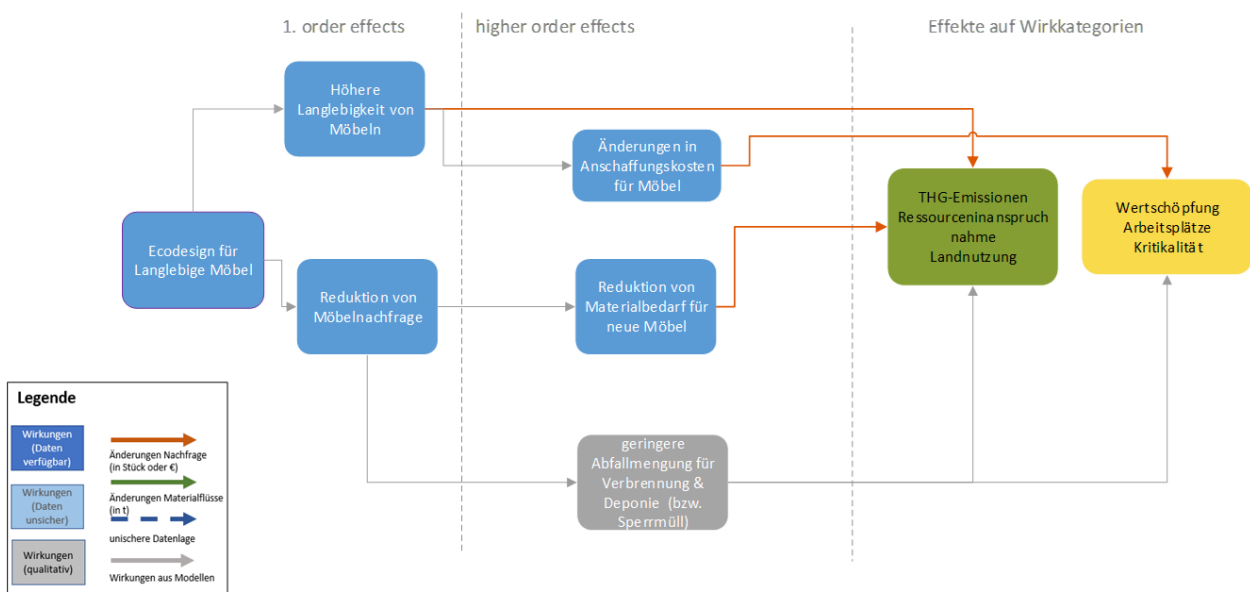 1. order effects
higher order effects
Effekte auf Wirkkategorien
Höhere
Langlebigkeit von
Möbeln
Änderungen in
Anschaffungskosten
für Möbel
THG-Emissionen
Ressourceninanspruch
nahme
Landnutzung
Wertschöpfung
Arbeitsplätze
Kritikalität
Ecodesign für
Langlebige Möbel
Reduktion von
Möbelnachfrage
Reduktion von
Materialbedarf für
neue Möbel
geringere
Abfallmengung für
Verbrennung &
Deponie (bzw.
Sperrmüll)
Legende
Wirkungen
(Daten
verfügbar)
Änderungen Nachfrage
(in Stück oder €)
Wirkungen
(Daten
unsicher)
Änderungen Materialflüsse
(in t)
unischere Datenlage
Wirkungen
(qualitativ)
Wirkungen aus Modellen